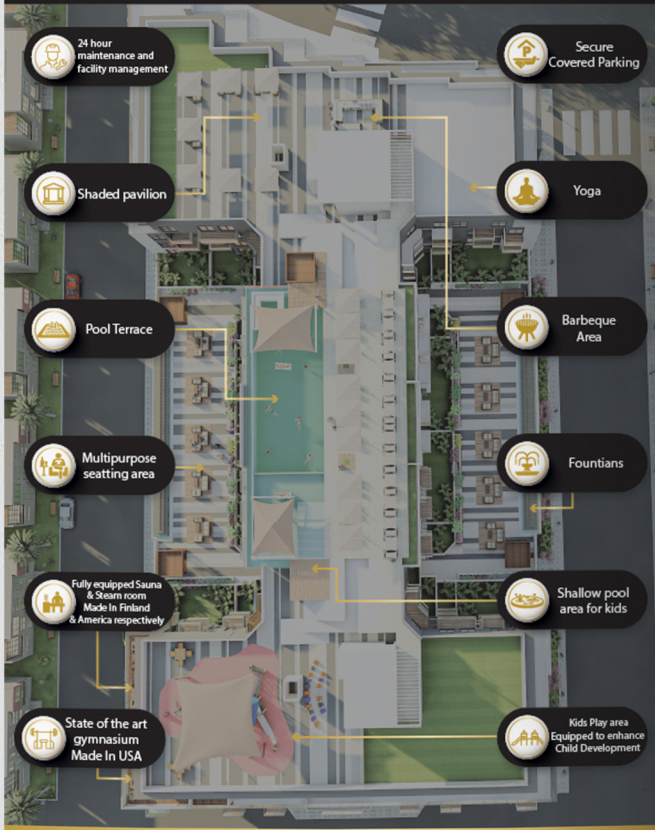 24 hour
maintenance and
facility management
Secure
Covered Parking
Shaded pavilion
Yoga
Pool Terrace
Barbeque
Area
Multipurpose
seatting area
Fountians
Fully equipped Sauna
& Steam room
Made In Finland
& America respectively
Shallow pool
area for kids
State of the art
gymnasium
Made In USA
Kids Play area
Equipped to enhance
Child Development